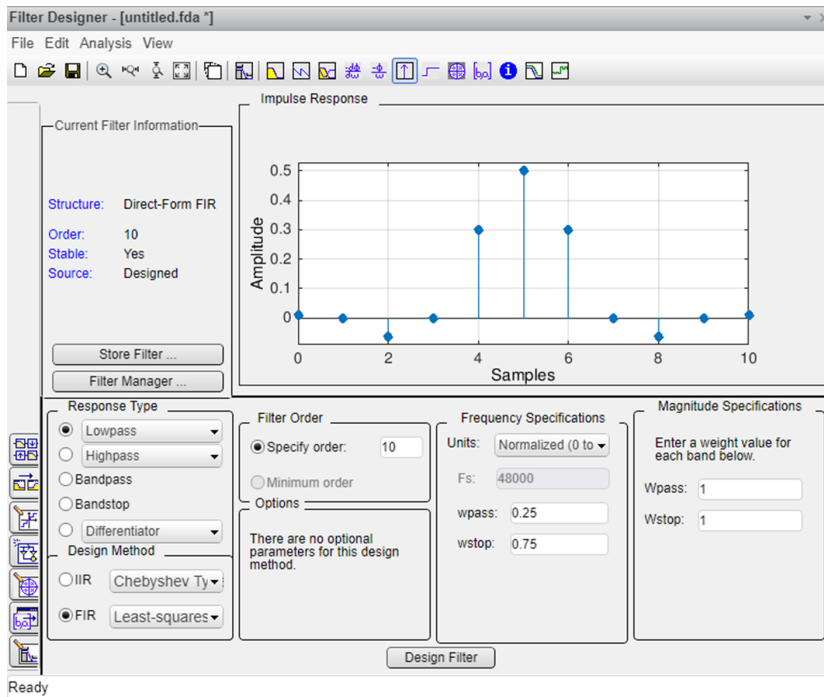 Filter Designer - [untitled.fda *]
File Edit Analysis View
Impulse Response
Current Filter Information
Structure: Direct-Form FIR
Order: 10
Stable: Yes
Source: Designed
Store Filter ...
Filter Manager ...
Amplitude
0.5
0.4
0.3
0.2
0.1
0
0 2 4 6 8 10
Samples
Response Type
Lowpass
Highpass
Bandpass
Bandstop
Differentiator
Design Method
IIR Chebyshev Ty
FIR Least-squares
Filter Order
Specify order: 10
Minimum order
Options
There are no optional
parameters for this design
method.
Frequency Specifications
Units: Normalized (0 to
Fs: 48000
wpass: 0.25
wstop: 0.75
Magnitude Specifications
Enter a weight value for
each band below.
Wpass: 1
Wstop: 1
Design Filter
Ready